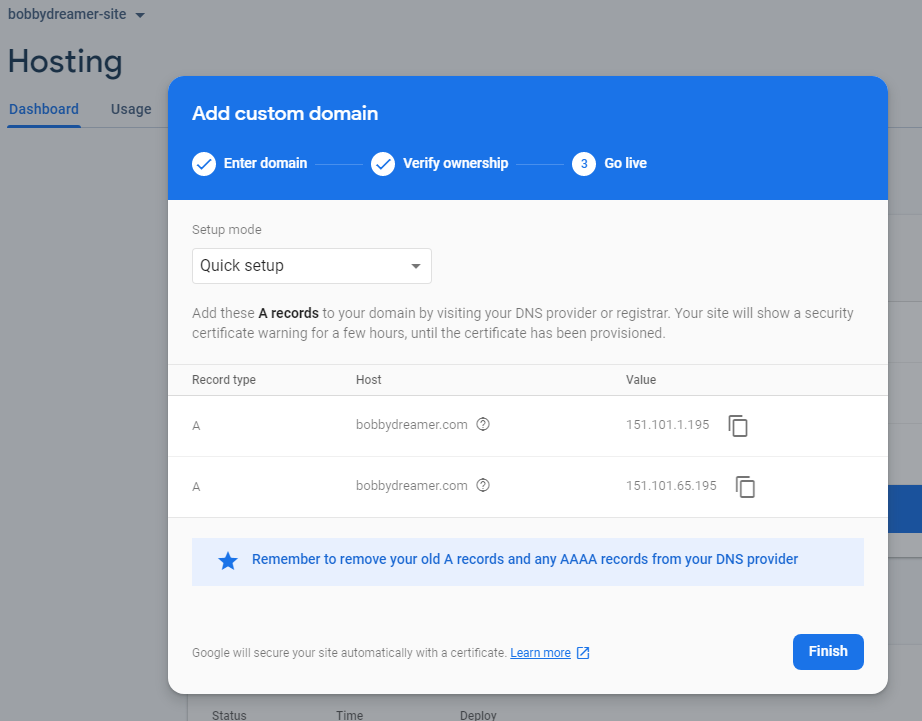 bobbydreamer-site
Hosting
Dashboard Usage
Add custom domain
Enter domain Verify ownership 3 Go live
Setup mode
Quick setup
Add these A records to your domain by visiting your DNS provider or registrar. Your site will show a security
certificate warning for a few hours, until the certificate has been provisioned.
Record type Host Value
A bobbydreamer.com ? 151.101.1.195
A bobbydreamer.com ? 151.101.65.195
Remember to remove your old A records and any AAAA records from your DNS provider
Google will secure your site automatically with a certificate. Learn more
Finish
Status Time Deploy